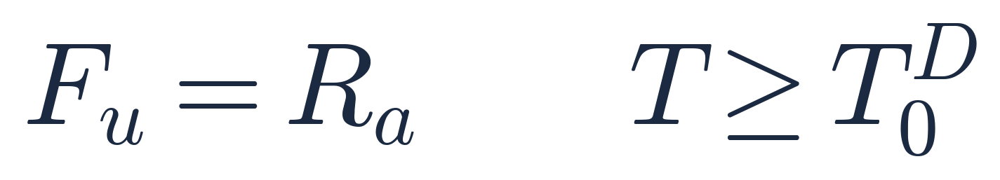 F_u = R_a T ≥ T_0^D